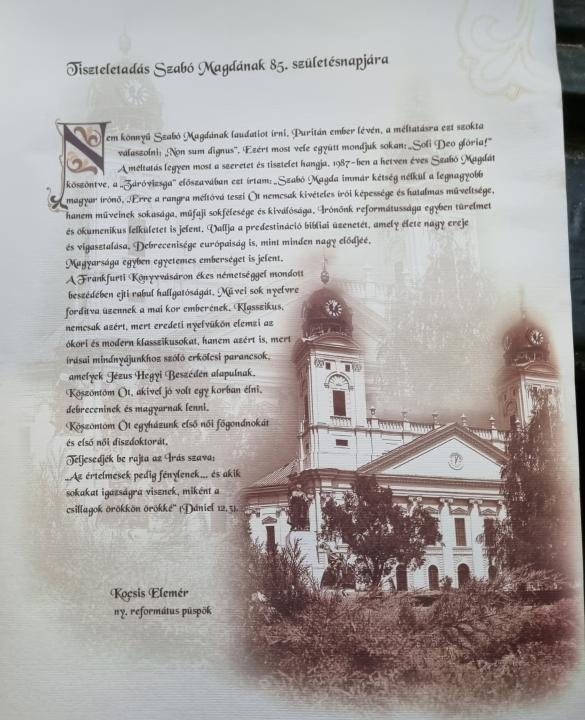 Tiszteletadás Szabó Magdának 85. születésnapjára
Nem könnyű Szabó Magdának laudatiot írni. Puritán ember lévén, a méltatásra ezt szokta
válaszolni: „Non sum dignus”. Ezért most vele együtt mondjuk sokan: „Soli Deo glória!”
A méltatás legyen most a szeretet és tisztelet hangja. 1987-ben a hetven éves Szabó Magdát
köszöntve, a „Záróvizsga” előszavában ezt írtam: „Szabó Magda immár kétség nélkül a legnagyobb
magyar írónő. „Erre a rangra méltóvá teszi Őt nemcsak kivételes írói képessége és hatalmas műveltsége,
hanem műveinek sokasága, műfaji sokfélesége és kiválósága. Írónőnk reformátussága egyben türelmet
és ökumenikus lelkületet is jelent. Vallja a predestináció bibliai üzenetét, amely élete nagy ereje
és vigasztalása. Debrecenisége európaiság is, mint minden nagy elődjéé.
Magyarsága egyben egyetemes emberséget is jelent.
A Frankfurti Könyvvásáron ékes németséggel mondott
beszédében ejti rabul hallgatóságát. Művei sok nyelvre
fordítva üzennek a mai kor emberének. Klasszikus,
nemcsak azért, mert eredeti nyelvükön elemzi az
ókori és modern klasszikusokat, hanem azért is, mert
írásai mindnyájunkhoz szóló erkölcsi parancsok,
amelyek Jézus Hegyi Beszédén alapulnak.
Köszöntöm Őt, akivel jó volt egy korban élni,
debreceninek és magyarnak lenni.
Köszöntöm Őt egyházunk első női főgondnokát
és első női díszdoktorát.
Teljesedjék be rajta az Írás szava:
„Az értelmesek pedig fénylenek... és akik
sokakat igazságra visznek, miként a
csillagok örökkön örökké” (Dániel 12,3).
Kocsis Elemér
ny. református püspök